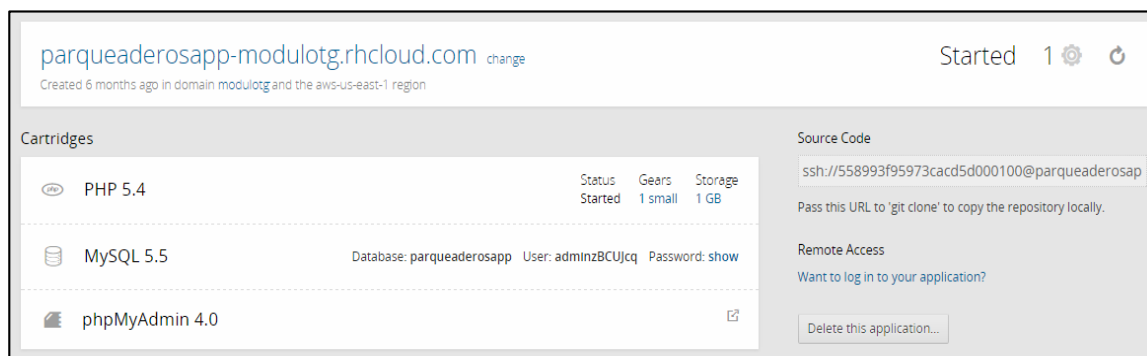 parqueaderosapp-modulotg.rhcloud.com change
Started 1
Created 6 months ago in domain modulotg and the aws-us-east-1 region
Cartridges
php PHP 5.4
Status Gears Storage
Started 1 small 1 GB
MySQL 5.5
Database: parqueaderosapp User: adminzBCUJcq Password: show
phpMyAdmin 4.0
Source Code
ssh://558993f95973cacd5d000100@parqueaderosap
Pass this URL to 'git clone' to copy the repository locally.
Remote Access
Want to log in to your application?
Delete this application...